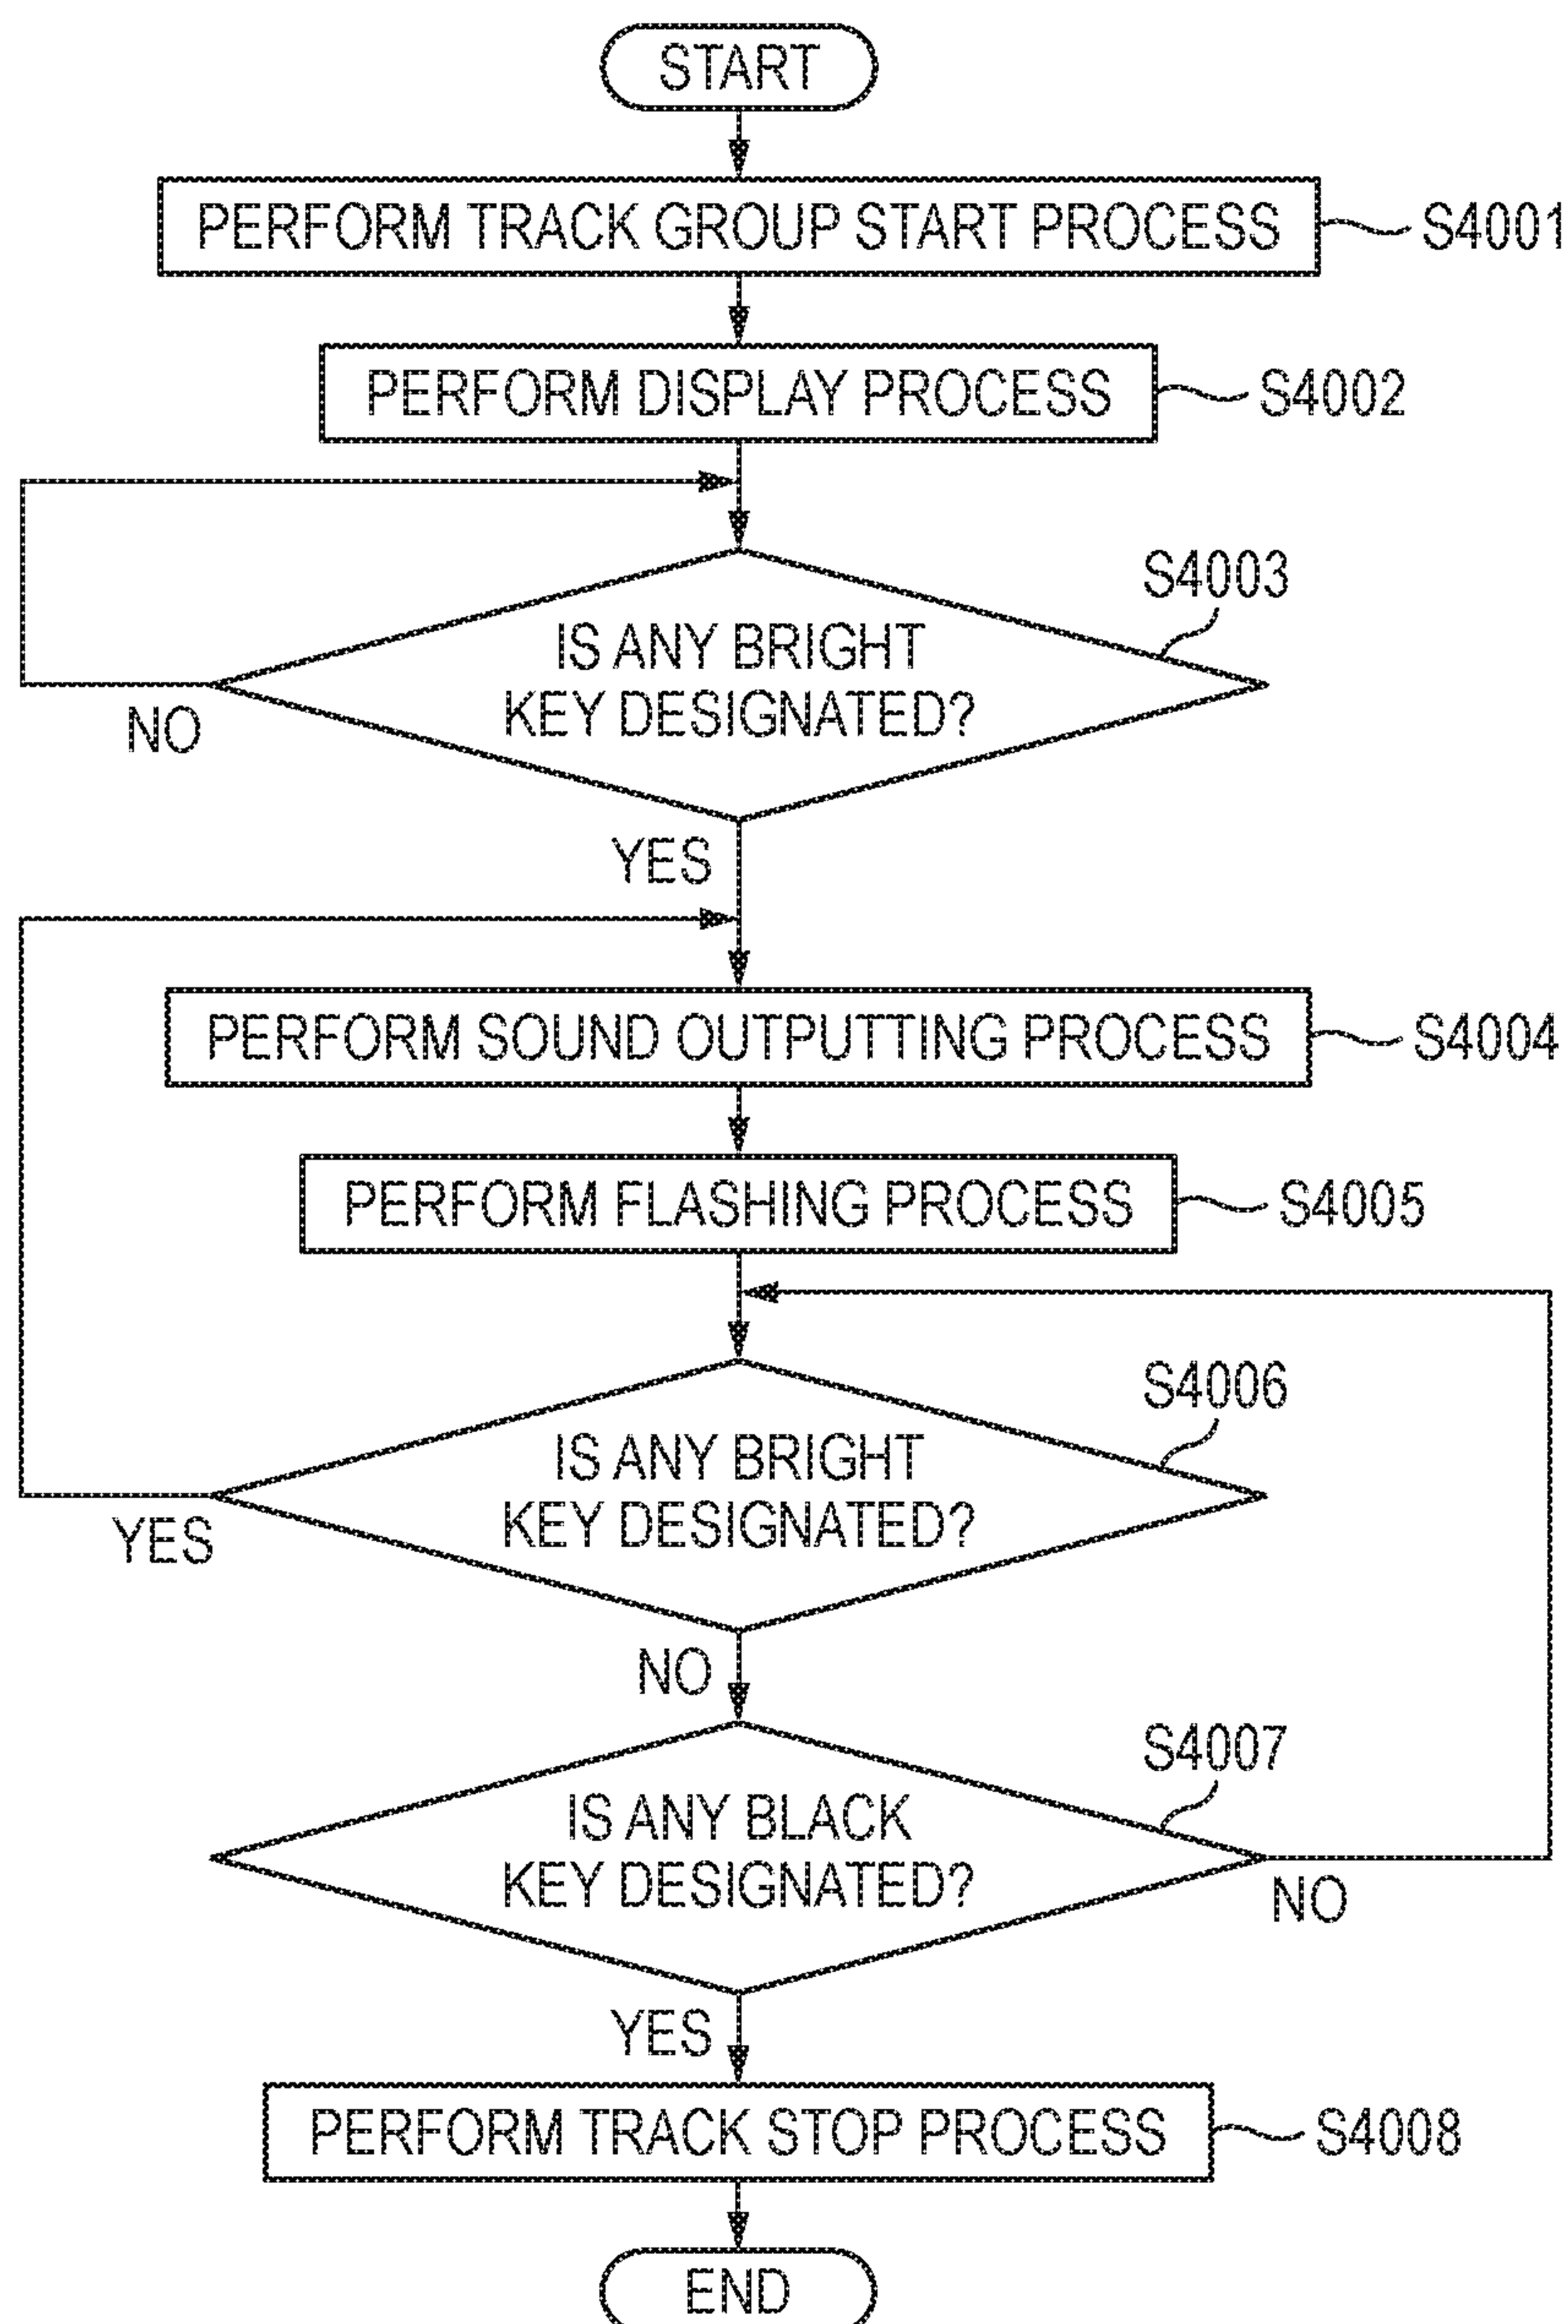 START
PERFORM TRACK GROUP START PROCESS
S4001
PERFORM DISPLAY PROCESS
S4002
S4003
IS ANY BRIGHT
KEY DESIGNATED?
NO
YES
PERFORM SOUND OUTPUTTING PROCESS
S4004
PERFORM FLASHING PROCESS
S4005
S4006
IS ANY BRIGHT
KEY DESIGNATED?
YES
NO
S4007
IS ANY BLACK
KEY DESIGNATED?
NO
YES
PERFORM TRACK STOP PROCESS
S4008
END